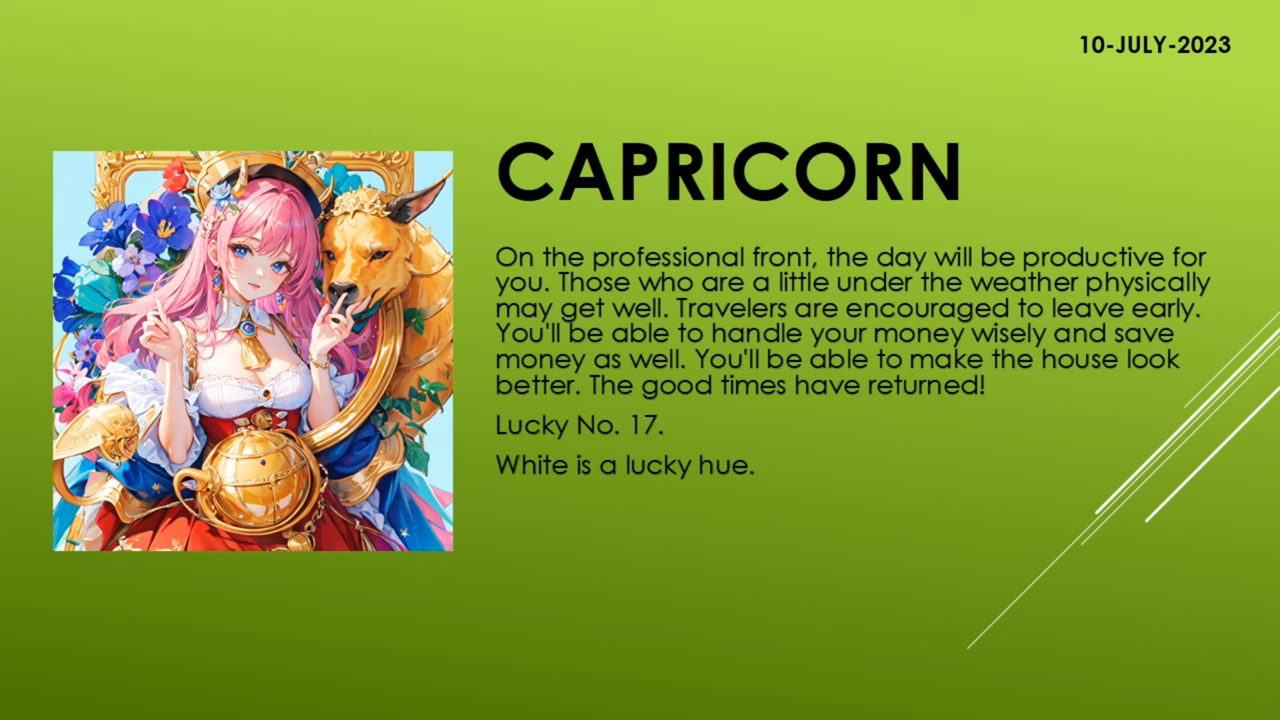 10-JULY-2023
CAPRICORN
On the professional front, the day will be productive for
you. Those who are a little under the weather physically
may get well. Travelers are encouraged to leave early.
You'll be able to handle your money wisely and save
money as well. You'll be able to make the house look
better. The good times have returned!
Lucky No. 17.
White is a lucky hue.